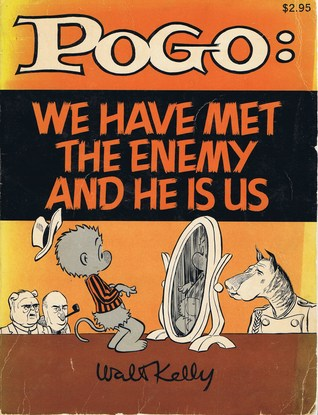 $2.95
POGO:
WE HAVE MET
THE ENEMY
AND HE IS US
Walt Kelly